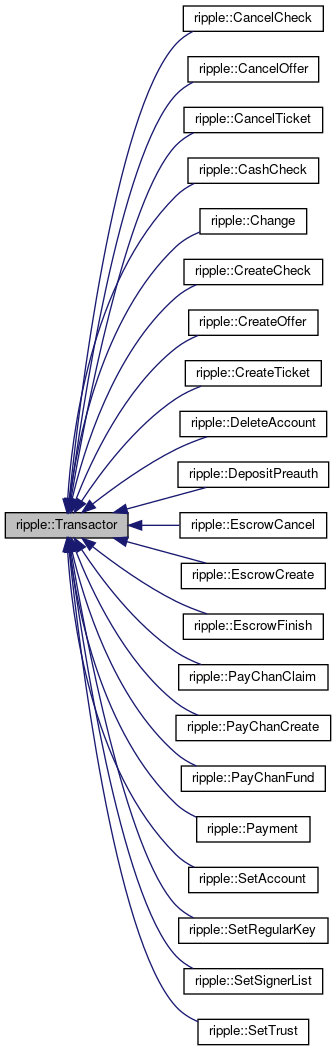 ripple::CancelCheck
ripple::CancelOffer
ripple::CancelTicket
ripple::CashCheck
ripple::Change
ripple::CreateCheck
ripple::CreateOffer
ripple::CreateTicket
ripple::DeleteAccount
ripple::DepositPreauth
ripple::Transactor
ripple::EscrowCancel
ripple::EscrowCreate
ripple::EscrowFinish
ripple::PayChanClaim
ripple::PayChanCreate
ripple::PayChanFund
ripple::Payment
ripple::SetAccount
ripple::SetRegularKey
ripple::SetSignerList
ripple::SetTrust